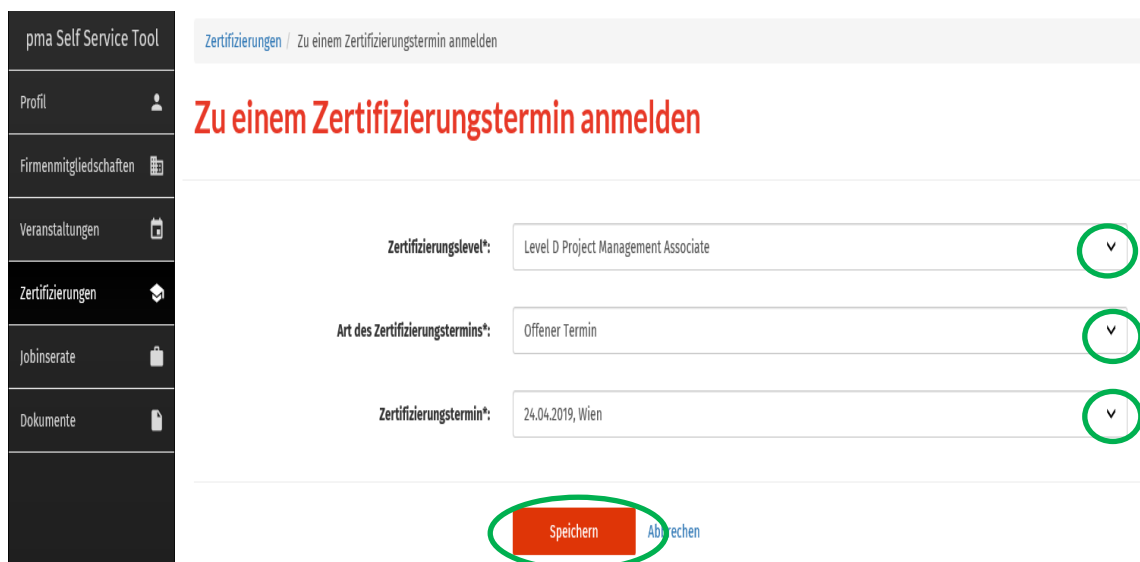 pma Self Service Tool
Profil
Firmenmitgliedschaften
Veranstaltungen
Zertifizierungen
Jobinserate
Dokumente
Zertifizierungen / Zu einem Zertifizierungstermin anmelden
Zu einem Zertifizierungstermin anmelden
Zertifizierungslevel*: Level D Project Management Associate
Art des Zertifizierungstermins*: Offener Termin
Zertifizierungstermin*: 24.04.2019, Wien
Speichern Abbrechen